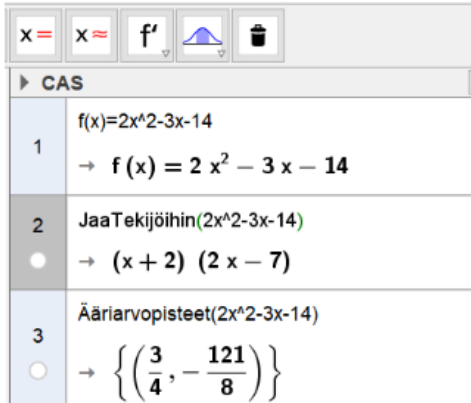 x = x ≈ f'
CAS
1
f(x)=2x^2-3x-14
→ f (x) = 2 x² − 3 x − 14
2
JaaTekijöihin(2x^2-3x-14)
→ (x + 2) (2 x − 7)
3
Ääriarvopisteet(2x^2-3x-14)
→ {(3/4, −121/8)}